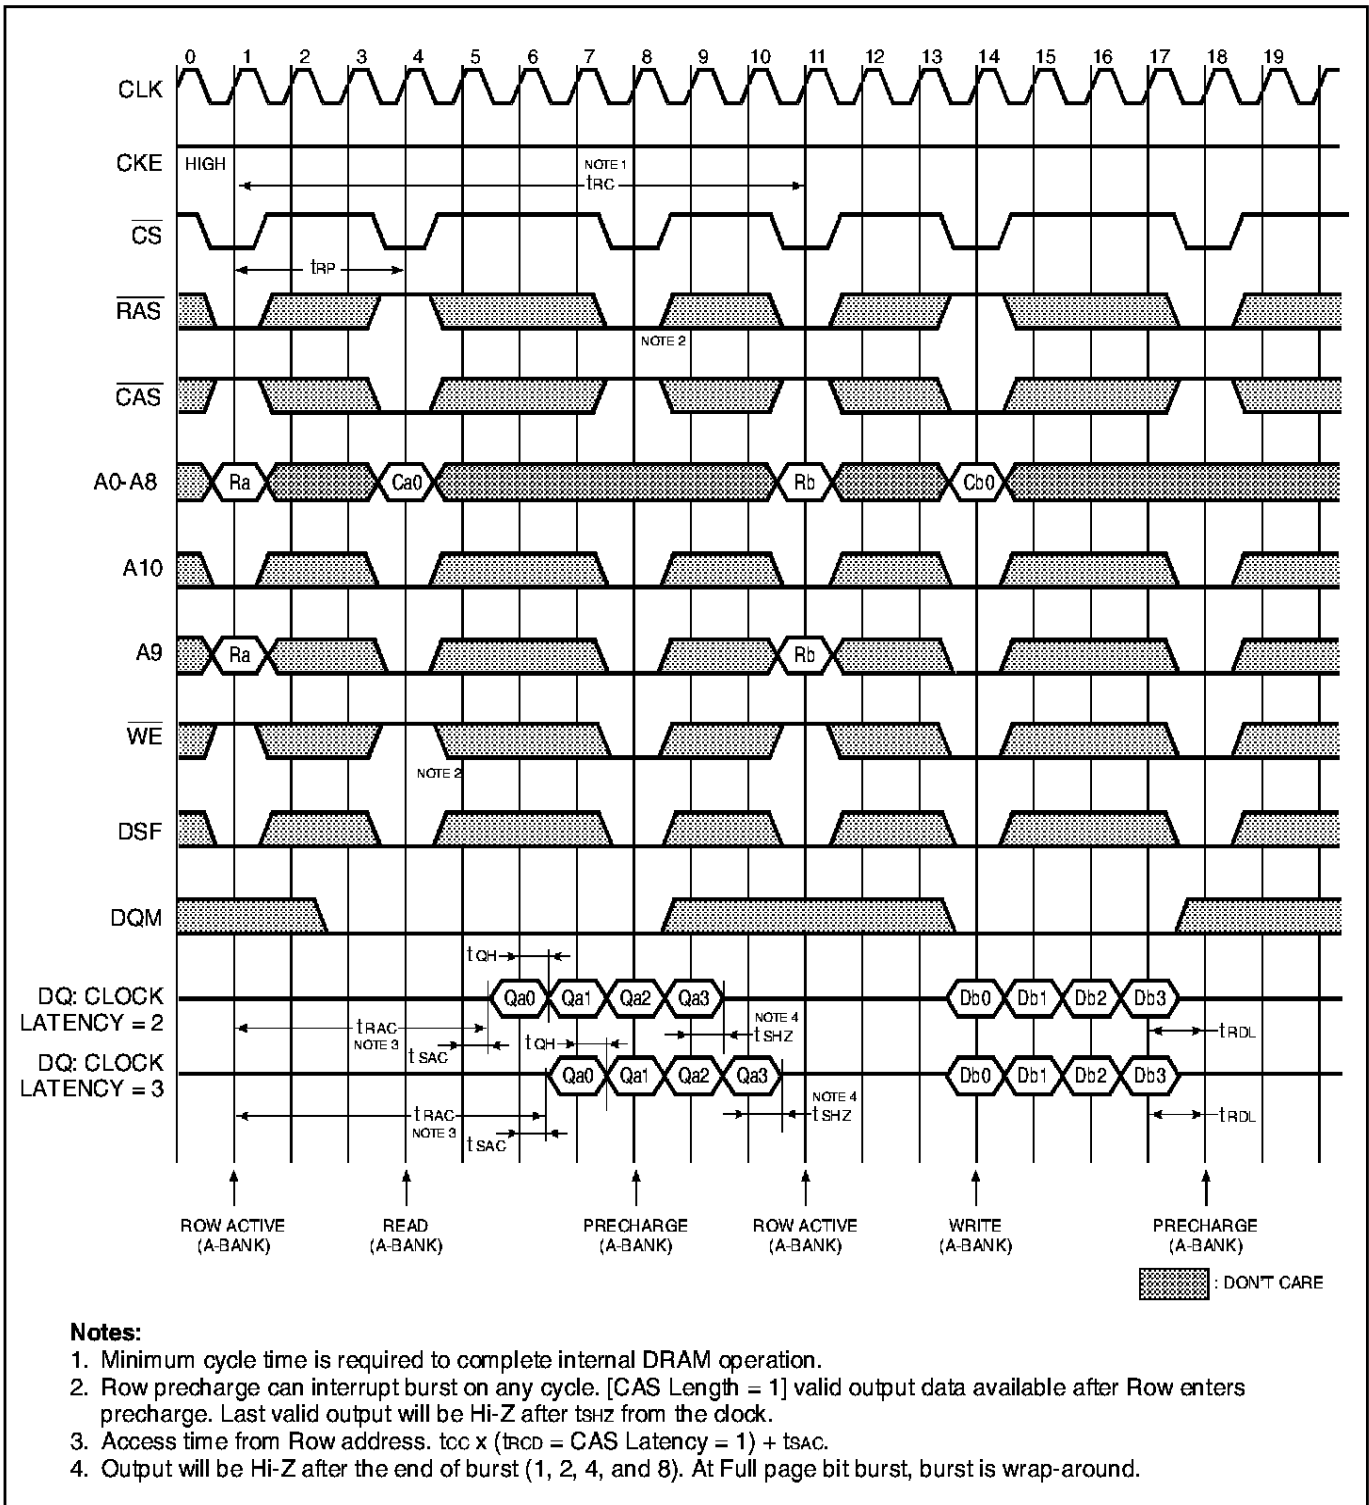 0 1 2 3 4 5 6 7 8 9 10 11 12 13 14 15 16 17 18 19
CLK
CKE HIGH
NOTE 1
tRC
CS
tRP
RAS
NOTE 2
CAS
A0-A8 Ra Ca0 Rb Cb0
A10
A9 Ra Rb
WE
NOTE 2
DSF
DQM
tQH
DQ: CLOCK LATENCY = 2
Qa0 Qa1 Qa2 Qa3 Db0 Db1 Db2 Db3
tRAC
NOTE 3
tSAC
tQH
NOTE 4
tSHZ
tRDL
DQ: CLOCK LATENCY = 3
Qa0 Qa1 Qa2 Qa3 Db0 Db1 Db2 Db3
tRAC
NOTE 3
tSAC
NOTE 4
tSHZ
tRDL
ROW ACTIVE (A-BANK)
READ (A-BANK)
PRECHARGE (A-BANK)
ROW ACTIVE (A-BANK)
WRITE (A-BANK)
PRECHARGE (A-BANK)
: DON'T CARE
Notes:
1. Minimum cycle time is required to complete internal DRAM operation.
2. Row precharge can interrupt burst on any cycle. [CAS Length = 1] valid output data available after Row enters
precharge. Last valid output will be Hi-Z after tSHZ from the clock.
3. Access time from Row address. tCC x (tRCD = CAS Latency = 1) + tSAC.
4. Output will be Hi-Z after the end of burst (1, 2, 4, and 8). At Full page bit burst, burst is wrap-around.